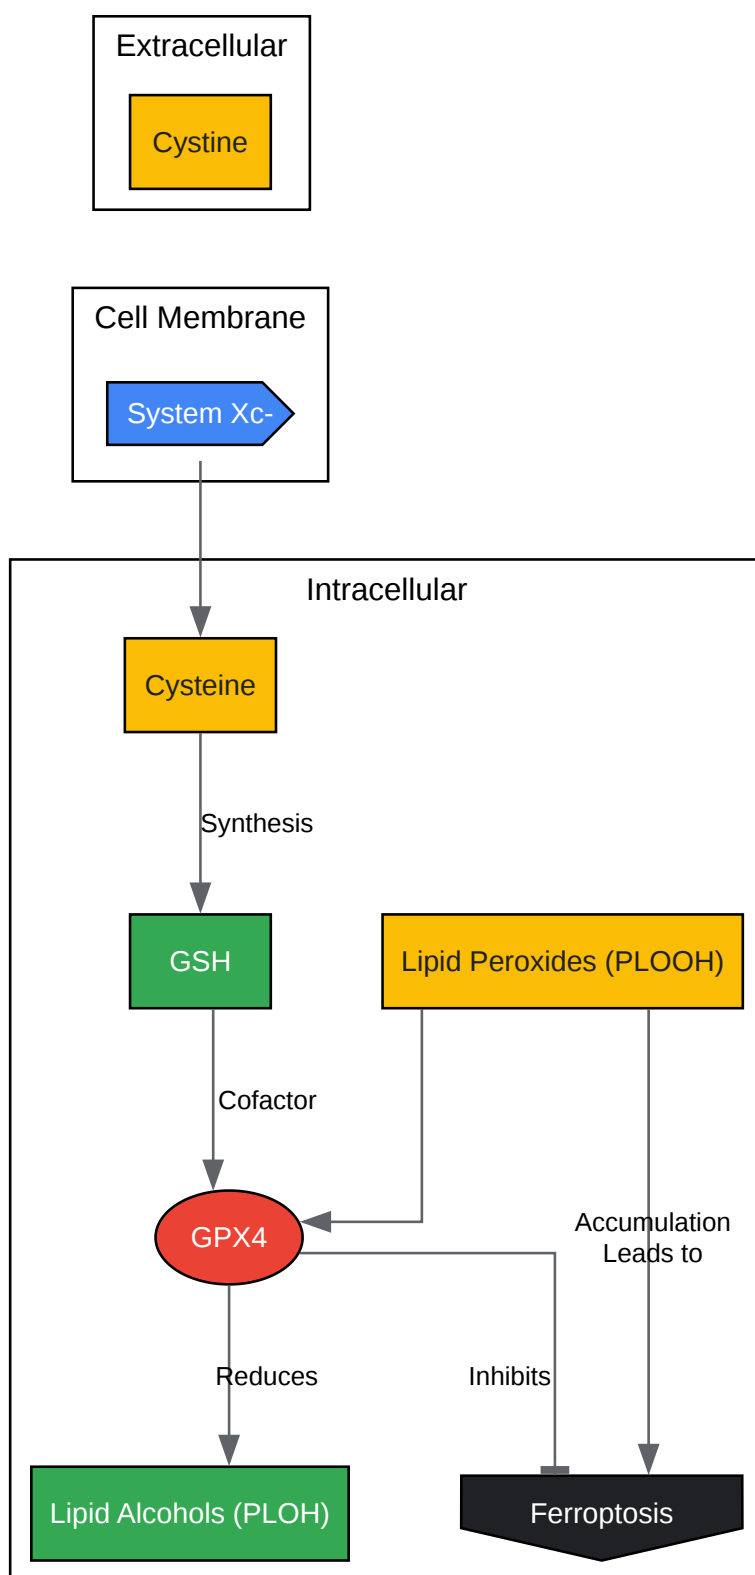 Extracellular
Cystine
Cell Membrane
System Xc-
Intracellular
Cysteine
Synthesis
GSH
Lipid Peroxides (PLOOH)
Cofactor
GPX4
Accumulation
Leads to
Reduces
Inhibits
Lipid Alcohols (PLOH)
Ferroptosis